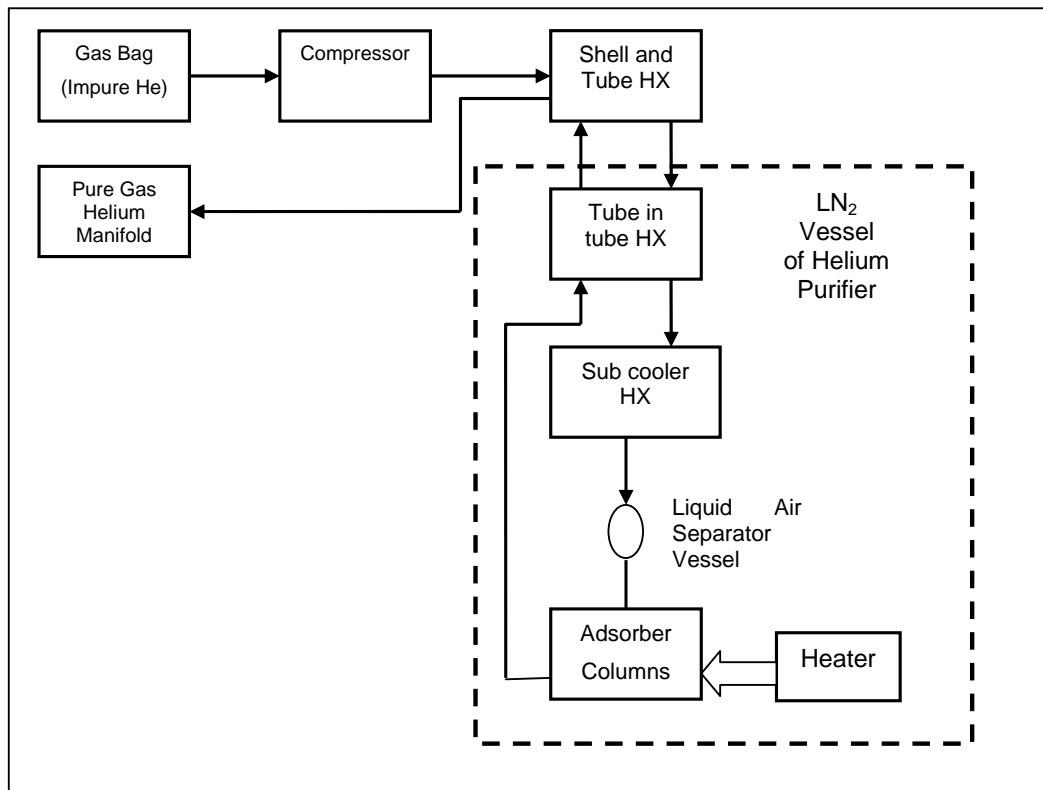 Gas Bag
(Impure He)
Compressor
Shell and
Tube HX
Pure Gas
Helium
Manifold
Tube in
tube HX
LN₂
Vessel
of Helium
Purifier
Sub cooler
HX
Liquid Air
Separator
Vessel
Adsorber
Columns
Heater